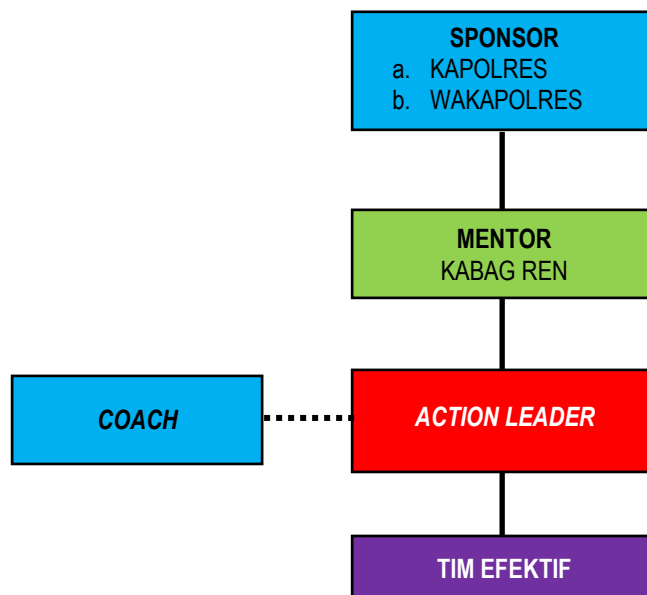 SPONSOR
a. KAPOLRES
b. WAKAPOLRES
MENTOR
KABAG REN
COACH
ACTION LEADER
TIM EFEKTIF